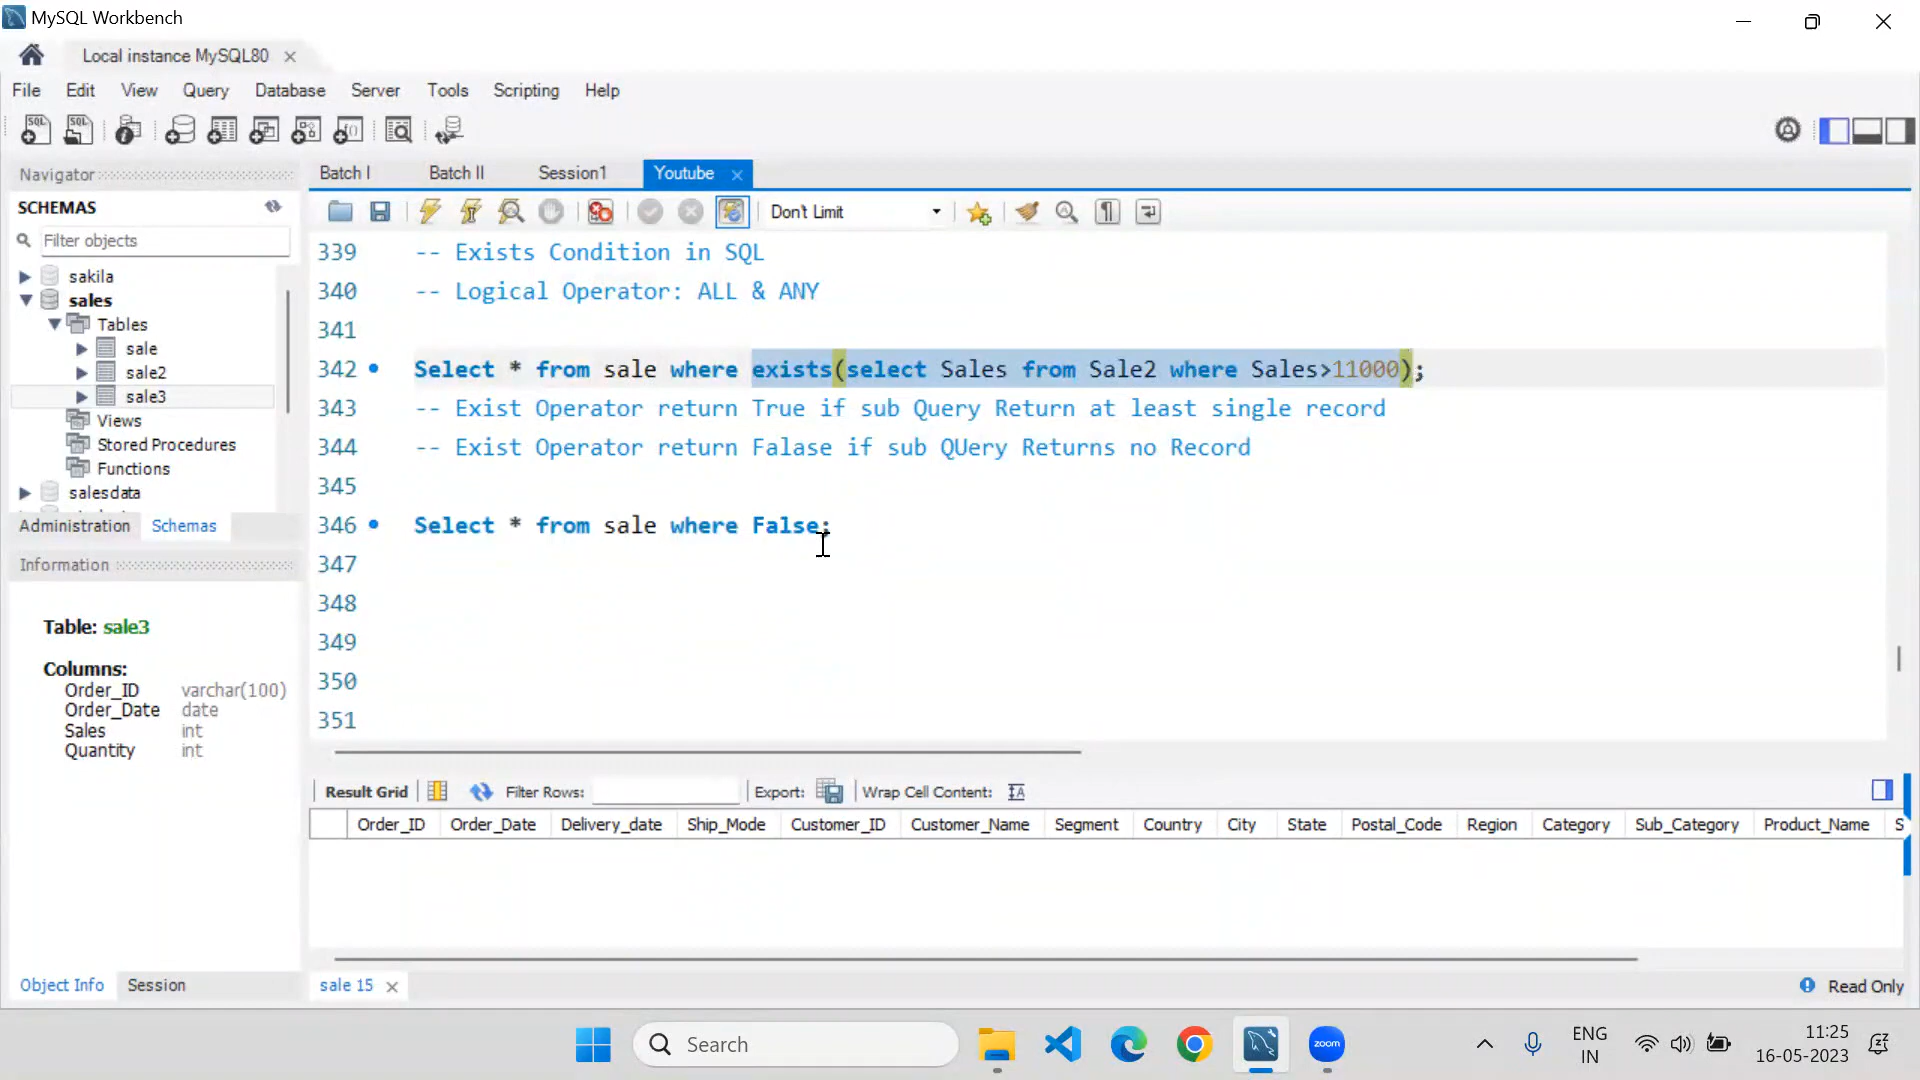 MySQL Workbench
Local instance MySQL80
File Edit View Query Database Server Tools Scripting Help
Navigator
SCHEMAS
Filter objects
sakila
sales
Tables
sale
sale2
sale3
Views
Stored Procedures
Functions
salesdata
Administration Schemas
Information
Table: sale3
Columns:
Order_ID varchar(100)
Order_Date date
Sales int
Quantity int
Object Info Session
Batch I Batch II Session1 Youtube
Don't Limit
339 -- Exists Condition in SQL
340 -- Logical Operator: ALL & ANY
341
342 Select * from sale where exists(select Sales from Sale2 where Sales>11000);
343 -- Exist Operator return True if sub Query Return at least single record
344 -- Exist Operator return Falase if sub QUery Returns no Record
345
346 Select * from sale where False;
347
348
349
350
351
Result Grid Filter Rows: Export: Wrap Cell Content:
Order_ID Order_Date Delivery_date Ship_Mode Customer_ID Customer_Name Segment Country City State Postal_Code Region Category Sub_Category Product_Name S
sale 15
Read Only
Search
zoom
ENG
IN
11:25
16-05-2023